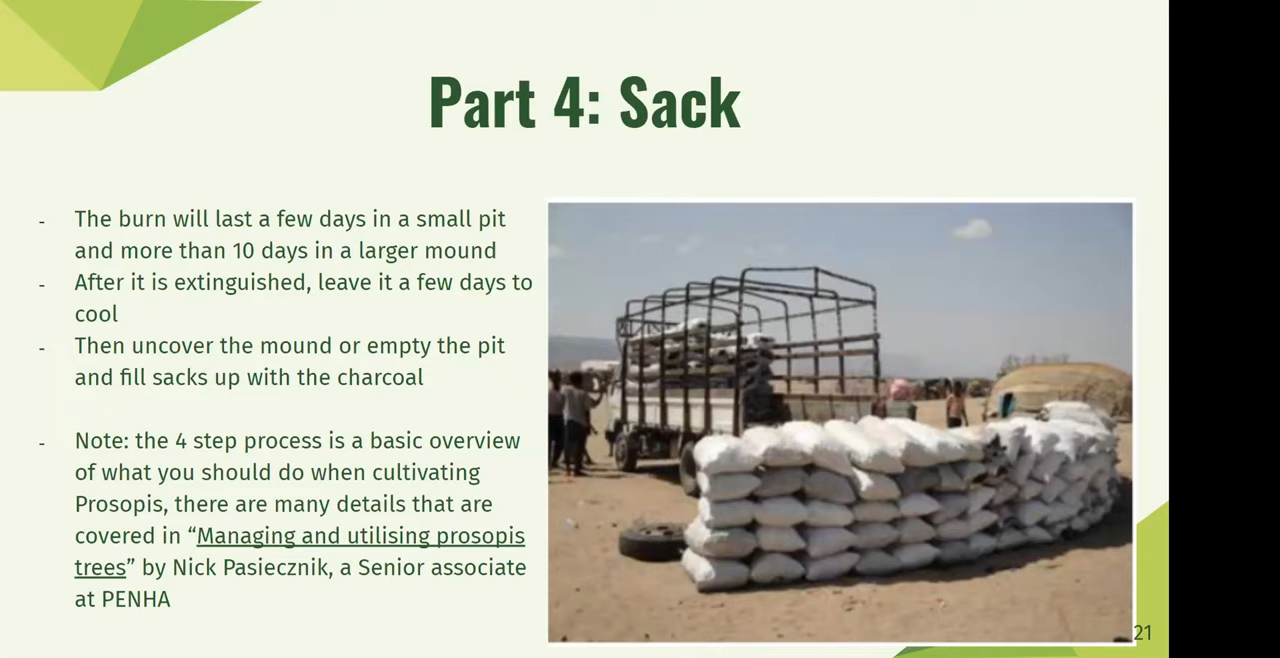 Part 4: Sack
- The burn will last a few days in a small pit
and more than 10 days in a larger mound
- After it is extinguished, leave it a few days to
cool
- Then uncover the mound or empty the pit
and fill sacks up with the charcoal
- Note: the 4 step process is a basic overview
of what you should do when cultivating
Prosopis, there are many details that are
covered in “Managing and utilising prosopis
trees” by Nick Pasiecznik, a Senior associate
at PENHA
21